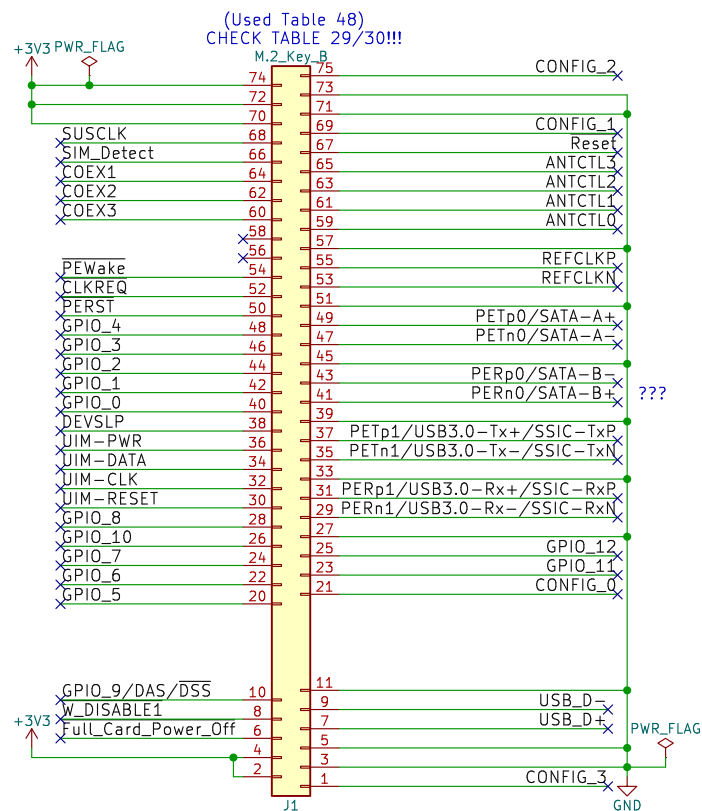 (Used Table 48)
CHECK TABLE 29/30!!!
+3V3 PWR_FLAG
M.2_Key_B
74 75 CONFIG_2
73
72
71
70
69 CONFIG_1
SUSCLK 68
67 Reset
SIM_Detect 66
65 ANTCTL3
COEX1 64
63 ANTCTL2
COEX2 62
61 ANTCTL1
COEX3 60
59 ANTCTL0
58
57
56
55 REFCLKP
PEWake 54
53 REFCLKN
CLKREQ 52
51
PERST 50
49 PETp0/SATA-A+
GPIO_4 48
47 PETn0/SATA-A-
GPIO_3 46
45
GPIO_2 44
43 PERp0/SATA-B-
GPIO_1 42
41 PERn0/SATA-B+ ???
GPIO_0 40
39
DEVSLP 38
37 PETp1/USB3.0-Tx+/SSIC-TxP
UIM-PWR 36
35 PETn1/USB3.0-Tx-/SSIC-TxN
UIM-DATA 34
33
UIM-CLK 32
31 PERp1/USB3.0-Rx+/SSIC-RxP
UIM-RESET 30
29 PERn1/USB3.0-Rx-/SSIC-RxN
GPIO_8 28
27
GPIO_10 26
25 GPIO_12
GPIO_7 24
23 GPIO_11
GPIO_6 22
21 CONFIG_0
GPIO_5 20
11
GPIO_9/DAS/DSS 10
9 USB_D-
W_DISABLE1 8
7 USB_D+
+3V3
Full_Card_Power_Off 6
PWR_FLAG
5
4
3
2
1 CONFIG_3
J1 GND